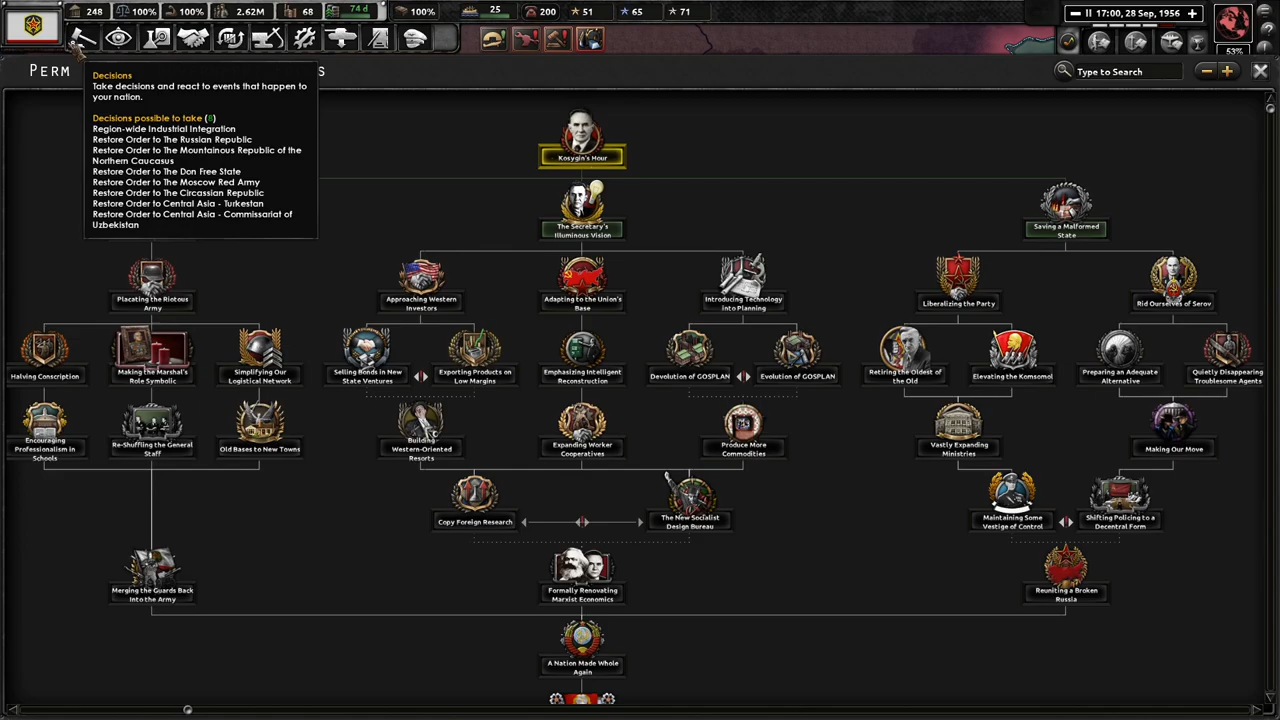 248
100%
100%
2.62M
68
74 d
100%
25
200
51
65
71
17:00, 28 Sep, 1956
53%
PERM
S
Type to Search
Decisions
Take decisions and react to events that happen to
your nation.
Decisions possible to take (8)
Region-wide Industrial Integration
Restore Order to The Russian Republic
Restore Order to The Mountainous Republic of the
Northern Caucasus
Restore Order to The Don Free State
Restore Order to The Moscow Red Army
Restore Order to The Circassian Republic
Restore Order to Central Asia - Turkestan
Restore Order to Central Asia - Commissariat of
Uzbekistan
Kosygin's Hour
The Secretary's
Illuminous Vision
Saving a Malformed
State
Placating the Riotous
Army
Approaching Western
Investors
Adapting to the Union's
Base
Introducing Technology
into Planning
Liberalizing the Party
Rid Ourselves of Serov
Halving Conscription
Making the Marshal's
Role Symbolic
Simplifying Our
Logistical Network
Selling Bonds in New
State Ventures
Exporting Products on
Low Margins
Emphasizing Intelligent
Reconstruction
Devolution of GOSPLAN
Evolution of GOSPLAN
Retiring the Oldest of
the Old
Elevating the Komsomol
Preparing an Adequate
Alternative
Quietly Disappearing
Troublesome Agents
Encouraging
Professionalism in
Schools
Re-Shuffling the General
Staff
Old Bases to New Towns
Building
Western-Oriented
Resorts
Expanding Worker
Cooperatives
Produce More
Commodities
Vastly Expanding
Ministries
Making Our Move
Copy Foreign Research
The New Socialist
Design Bureau
Maintaining Some
Vestige of Control
Shifting Policing to a
Decentral Form
Merging the Guards Back
Into the Army
Formally Renovating
Marxist Economics
Reuniting a Broken
Russia
A Nation Made Whole
Again